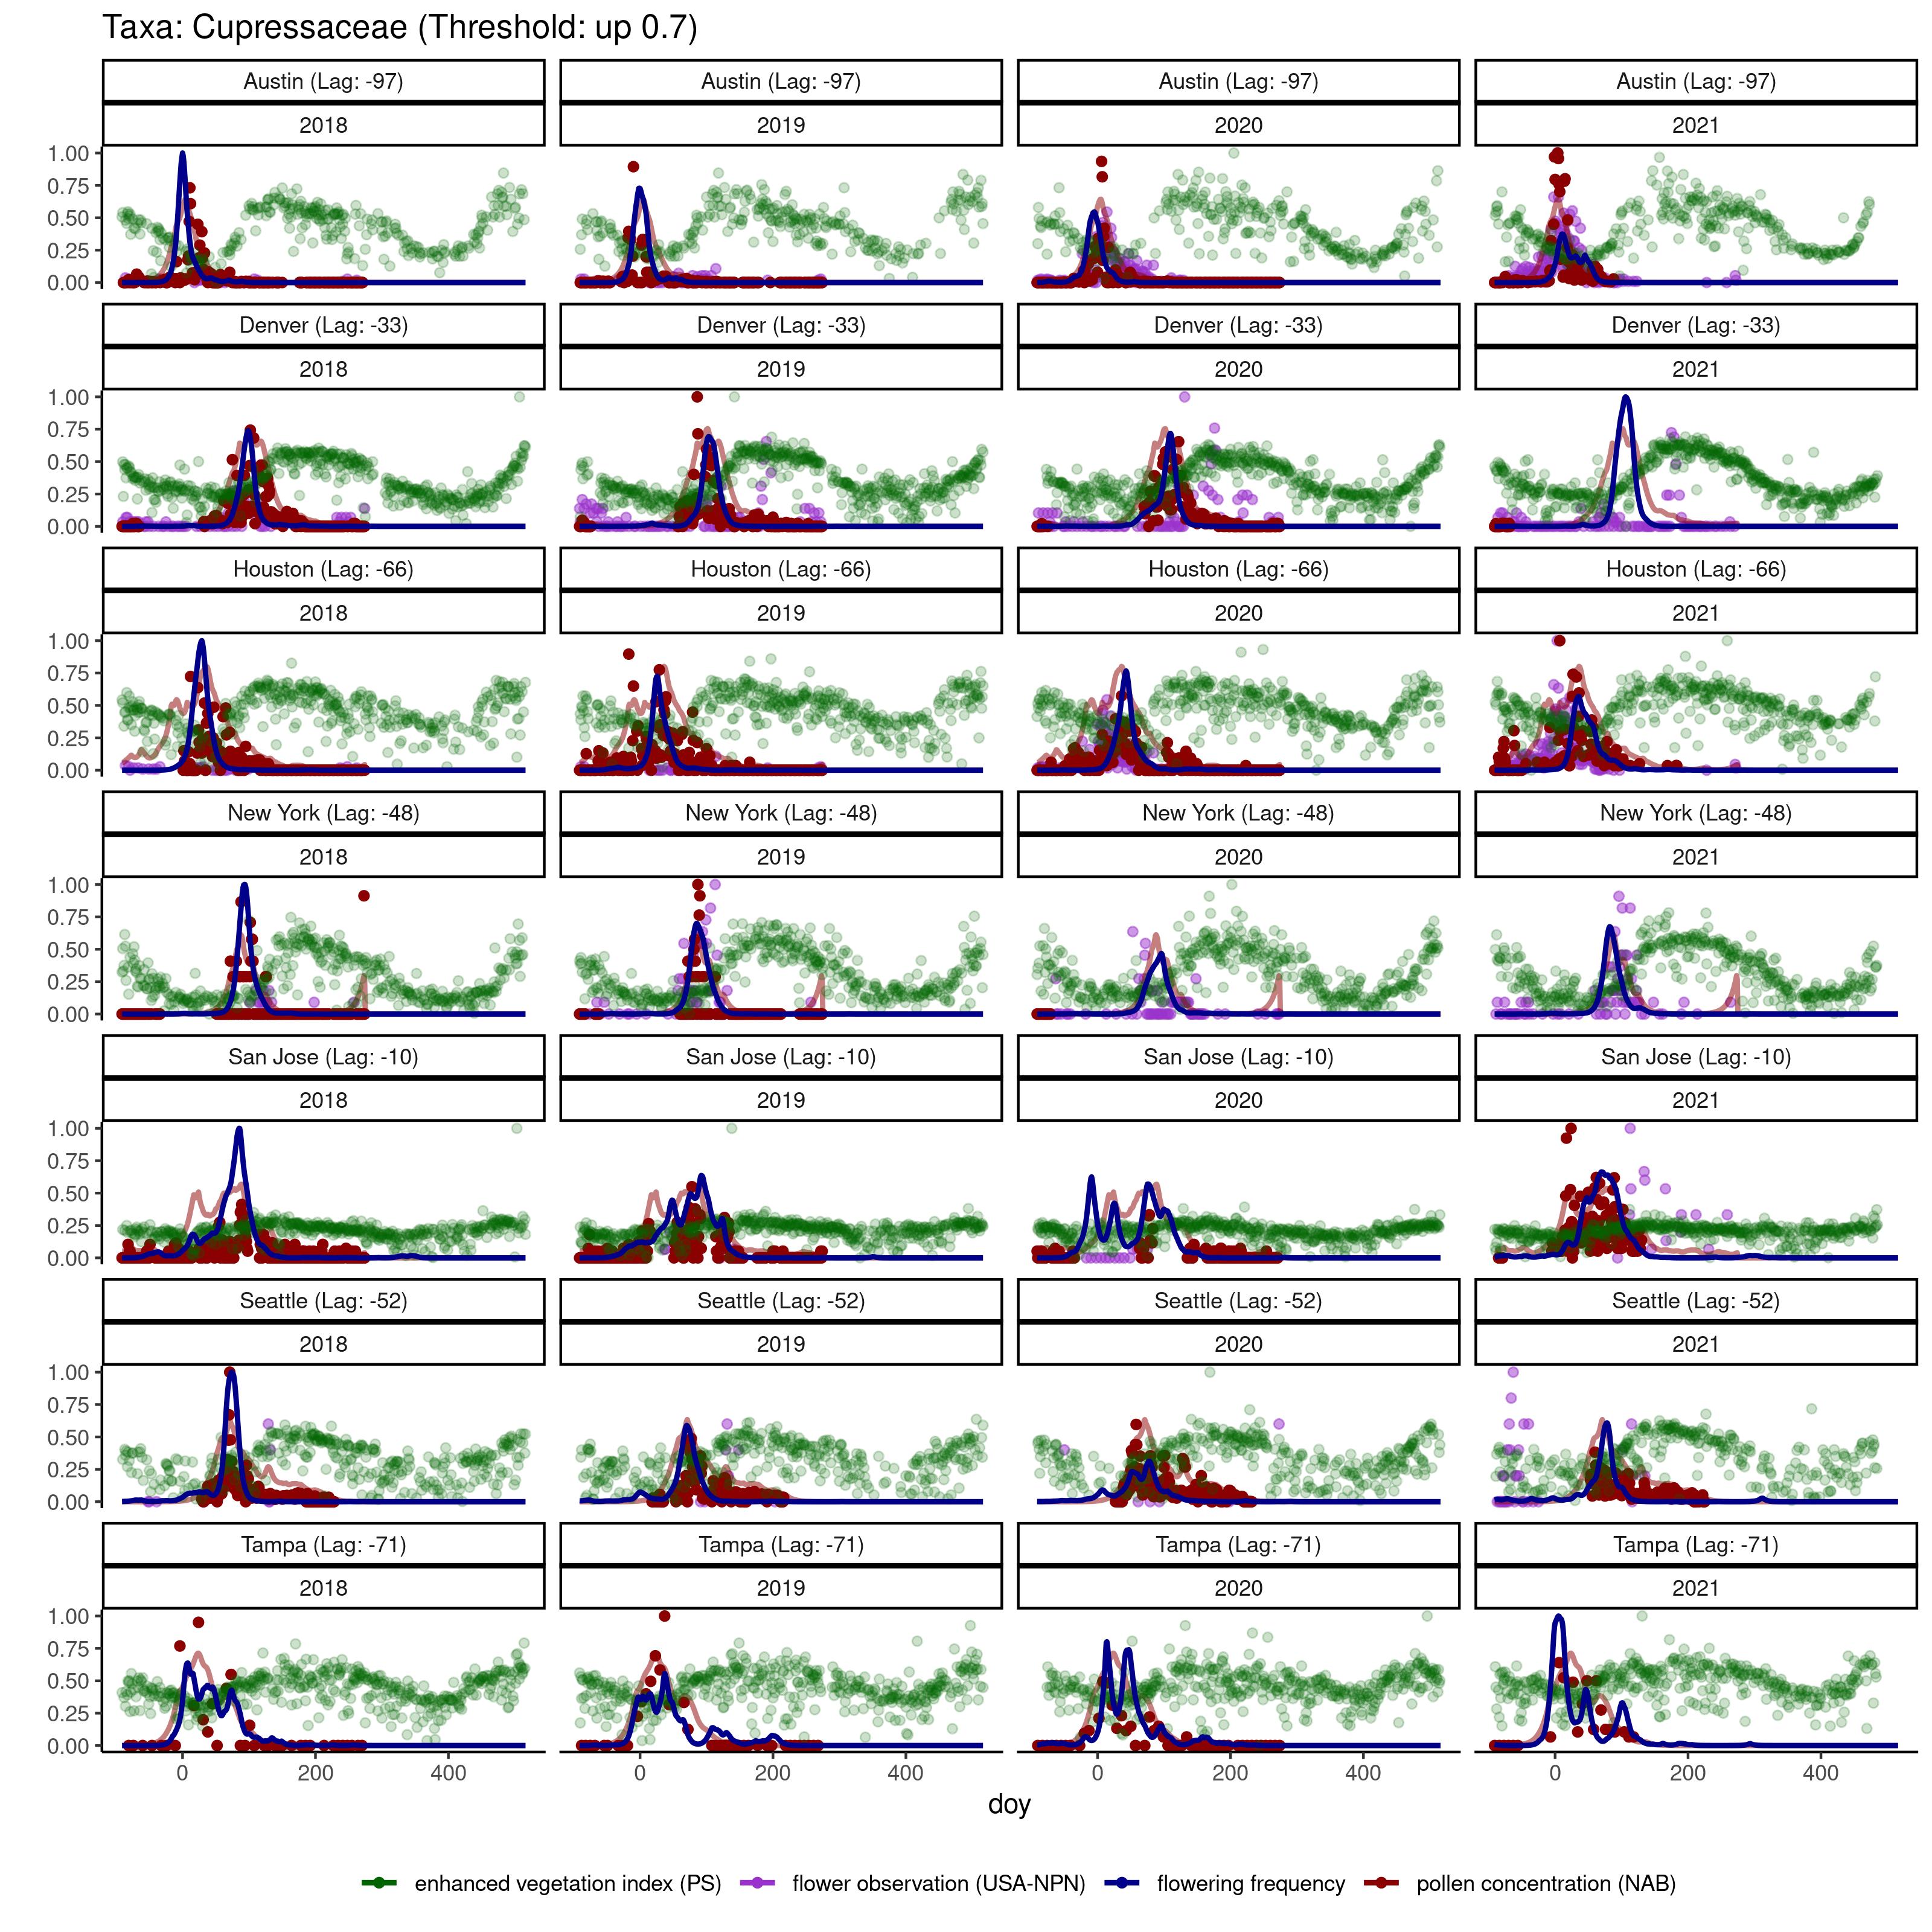 Taxa: Cupressaceae (Threshold: up 0.7)
Austin (Lag: -97) Austin (Lag: -97) Austin (Lag: -97) Austin (Lag: -97)
2018 2019 2020 2021
1.00
0.75
0.50
0.25
0.00
Denver (Lag: -33) Denver (Lag: -33) Denver (Lag: -33) Denver (Lag: -33)
2018 2019 2020 2021
1.00
0.75
0.50
0.25
0.00
Houston (Lag: -66) Houston (Lag: -66) Houston (Lag: -66) Houston (Lag: -66)
2018 2019 2020 2021
1.00
0.75
0.50
0.25
0.00
New York (Lag: -48) New York (Lag: -48) New York (Lag: -48) New York (Lag: -48)
2018 2019 2020 2021
1.00
0.75
0.50
0.25
0.00
San Jose (Lag: -10) San Jose (Lag: -10) San Jose (Lag: -10) San Jose (Lag: -10)
2018 2019 2020 2021
1.00
0.75
0.50
0.25
0.00
Seattle (Lag: -52) Seattle (Lag: -52) Seattle (Lag: -52) Seattle (Lag: -52)
2018 2019 2020 2021
1.00
0.75
0.50
0.25
0.00
Tampa (Lag: -71) Tampa (Lag: -71) Tampa (Lag: -71) Tampa (Lag: -71)
2018 2019 2020 2021
1.00
0.75
0.50
0.25
0.00
0 200 400 0 200 400 0 200 400 0 200 400
doy
enhanced vegetation index (PS) flower observation (USA-NPN) flowering frequency pollen concentration (NAB)